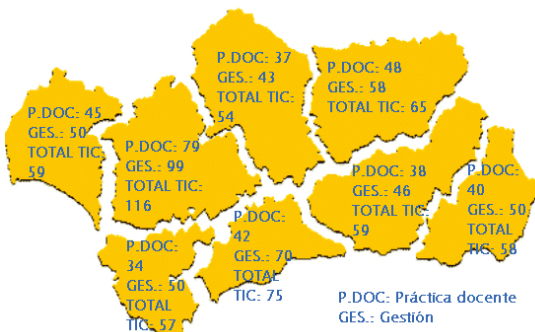 P.DOC: 37
GES.: 43
TOTAL TIC:
54
P.DOC: 48
GES.: 58
TOTAL TIC: 65
P.DOC: 45
GES.: 50
TOTAL TIC:
59
P.DOC: 79
GES.: 99
TOTAL TIC:
116
P.DOC: 38
GES.: 46
TOTAL TIC:
59
P.DOC:
40
GES.: 50
TOTAL
TIC: 58
P.DOC:
34
GES.: 50
TOTAL
TIC: 57
P.DOC:
42
GES.: 70
TOTAL
TIC: 75
P.DOC: Práctica docente
GES.: Gestión